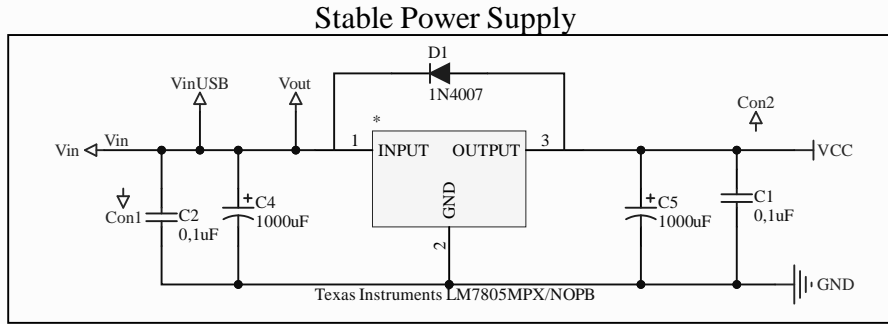 Stable Power Supply
D1
1N4007
VinUSB
Vout
Con2
*
1
3
Vin
Vin
INPUT
OUTPUT
VCC
GND
Con1
C2
0,1uF
C4
1000uF
C5
1000uF
C1
0,1uF
2
GND
Texas Instruments LM7805MPX/NOPB